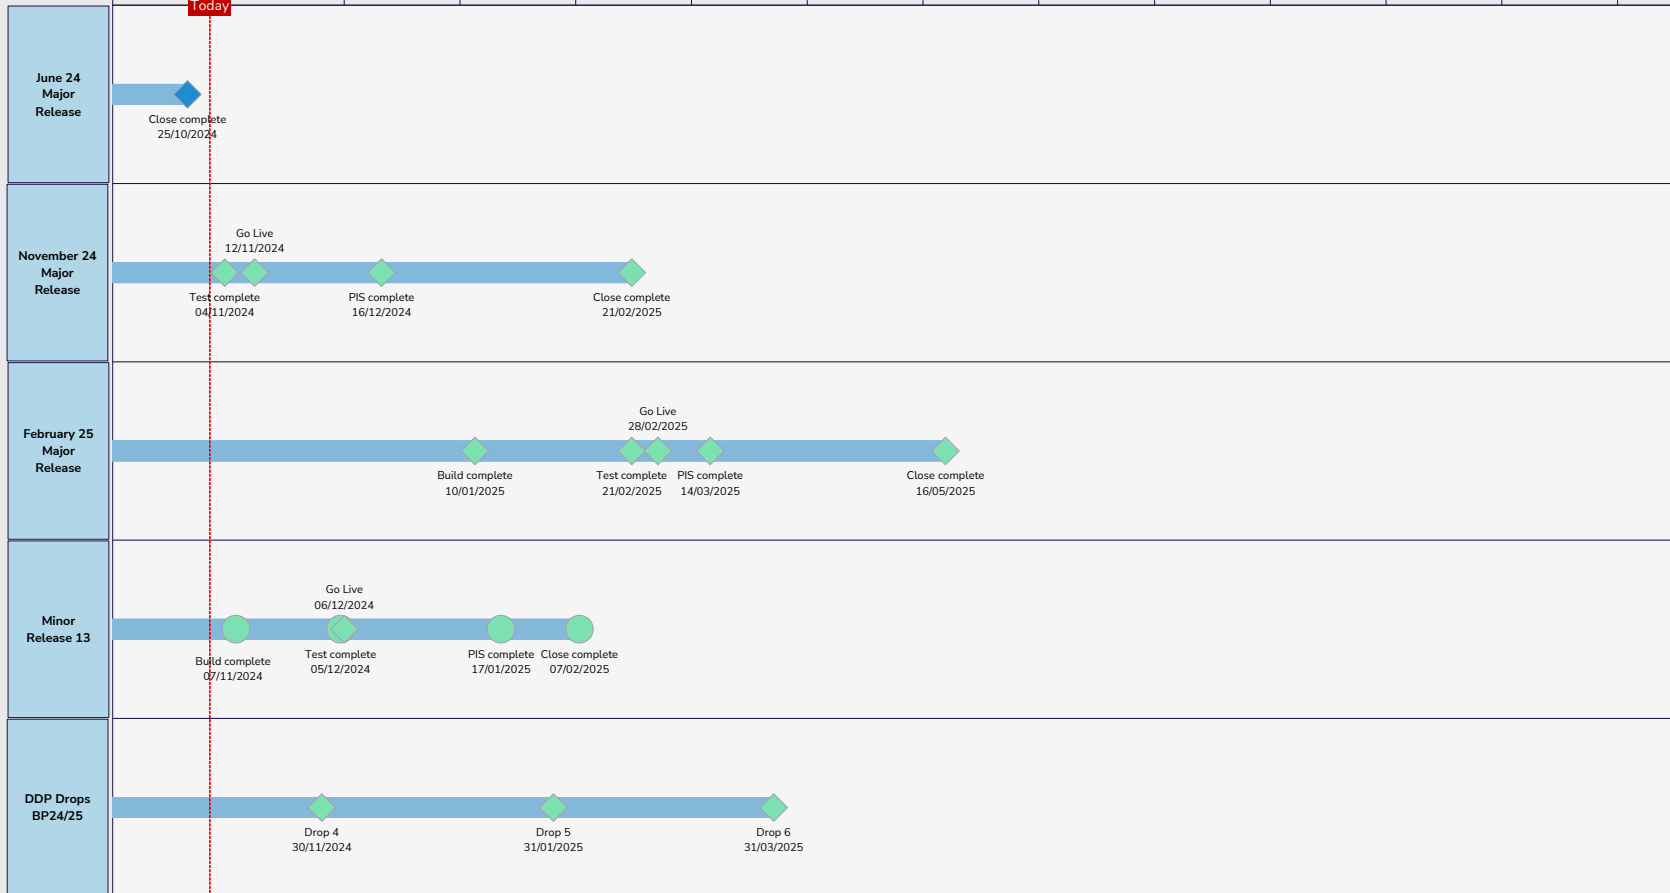 Today
June 24
Major
Release
Close complete
25/10/2024
November 24
Major
Release
Go Live
12/11/2024
Test complete
04/11/2024
PIS complete
16/12/2024
Close complete
21/02/2025
February 25
Major
Release
Go Live
28/02/2025
Build complete
10/01/2025
Test complete
21/02/2025
PIS complete
14/03/2025
Close complete
16/05/2025
Minor
Release 13
Go Live
06/12/2024
Build complete
07/11/2024
Test complete
05/12/2024
PIS complete
17/01/2025
Close complete
07/02/2025
DDP Drops
BP24/25
Drop 4
30/11/2024
Drop 5
31/01/2025
Drop 6
31/03/2025